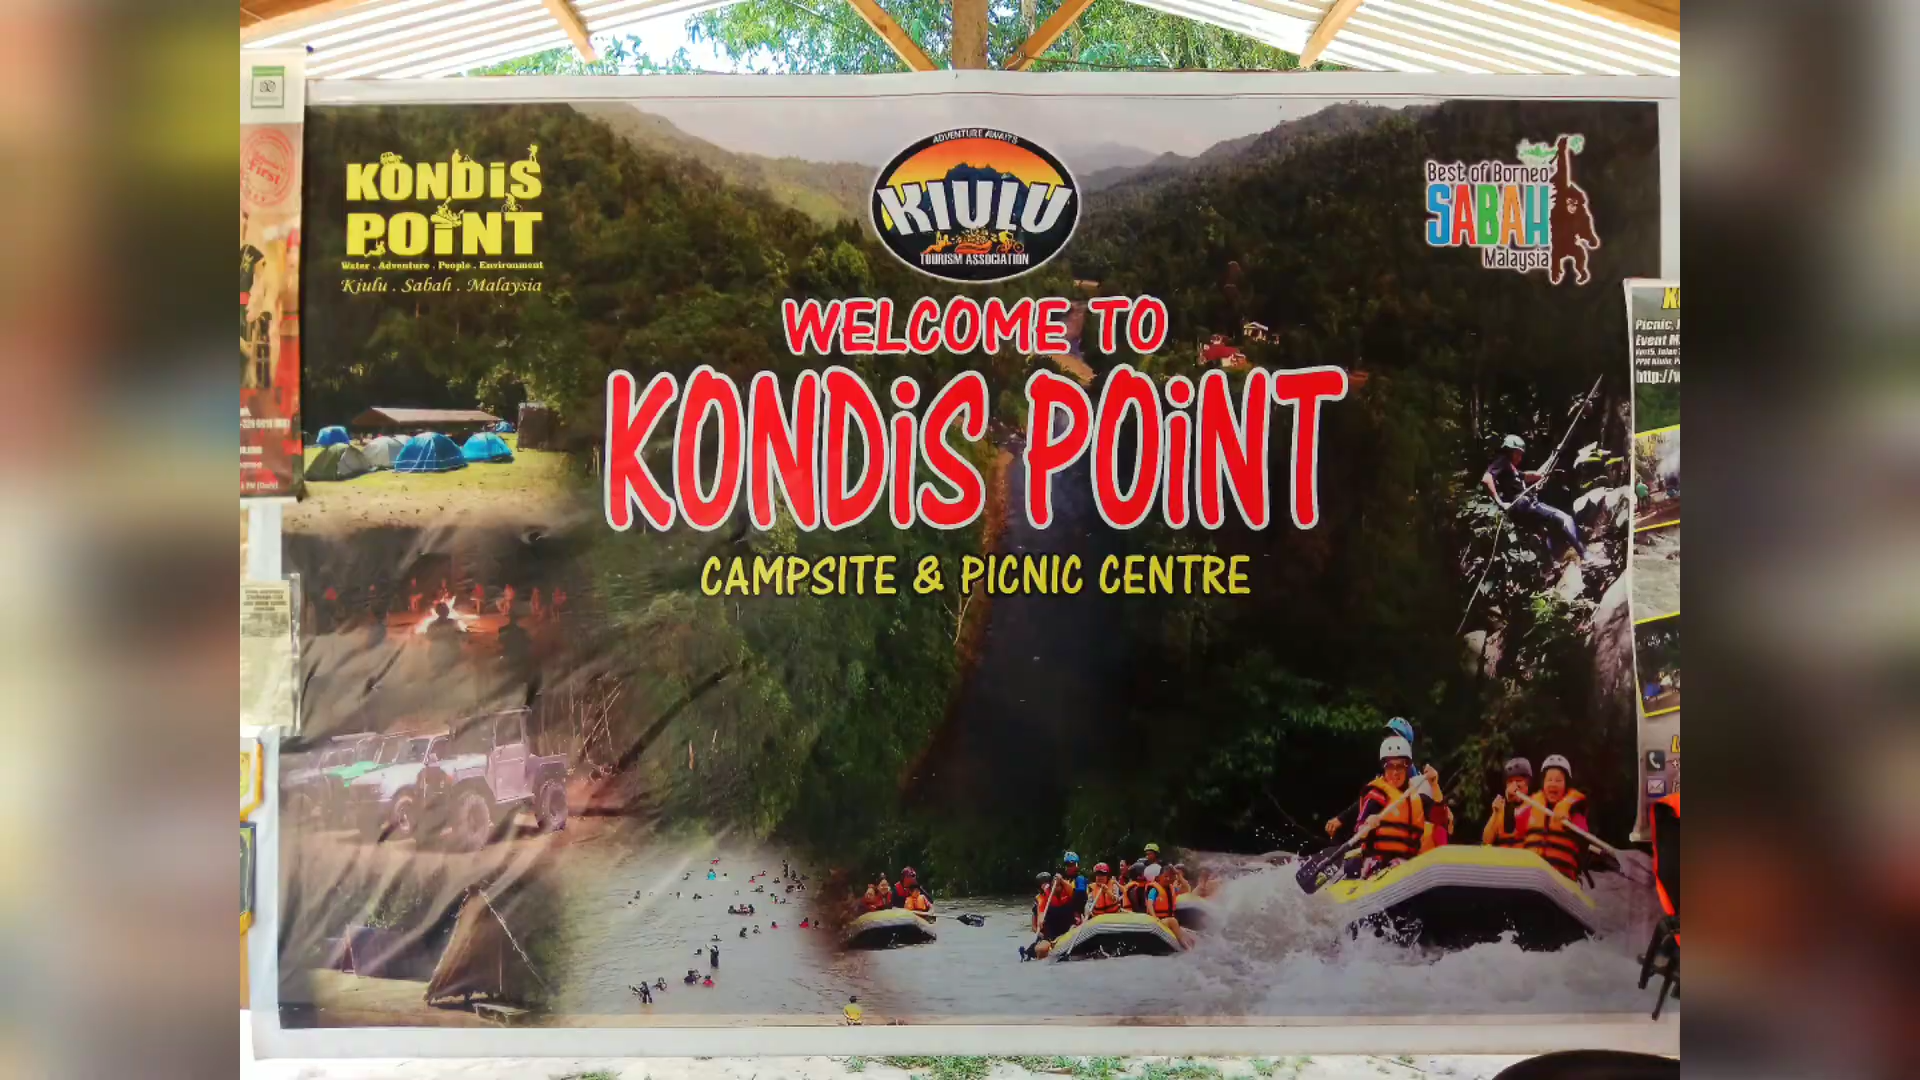 KONDiS
POiNT
Water . Adventure . People . Environment
Kiulu . Sabah . Malaysia
ADVENTURE AWAITS
KIULU
TOURISM ASSOCIATION
Best of Borneo
SABAH
Malaysia
WELCOME TO
KONDiS POiNT
CAMPSITE & PICNIC CENTRE
First
Picnic,
Event M
http://w